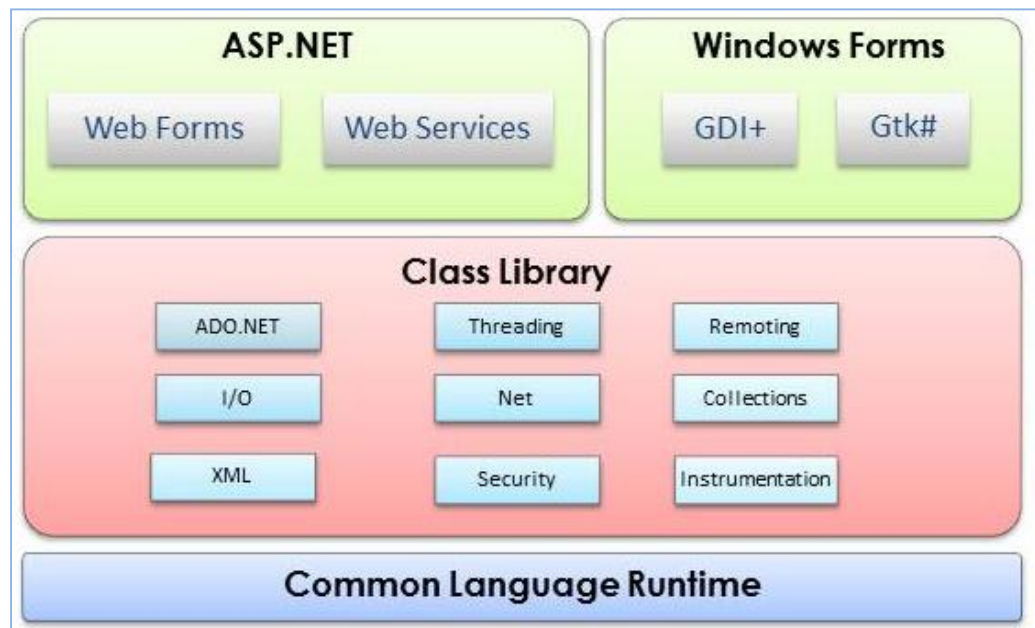 ASP.NET
Web Forms
Web Services
Windows Forms
GDI+
Gtk#
Class Library
ADO.NET
Threading
Remoting
I/O
Net
Collections
XML
Security
Instrumentation
Common Language Runtime